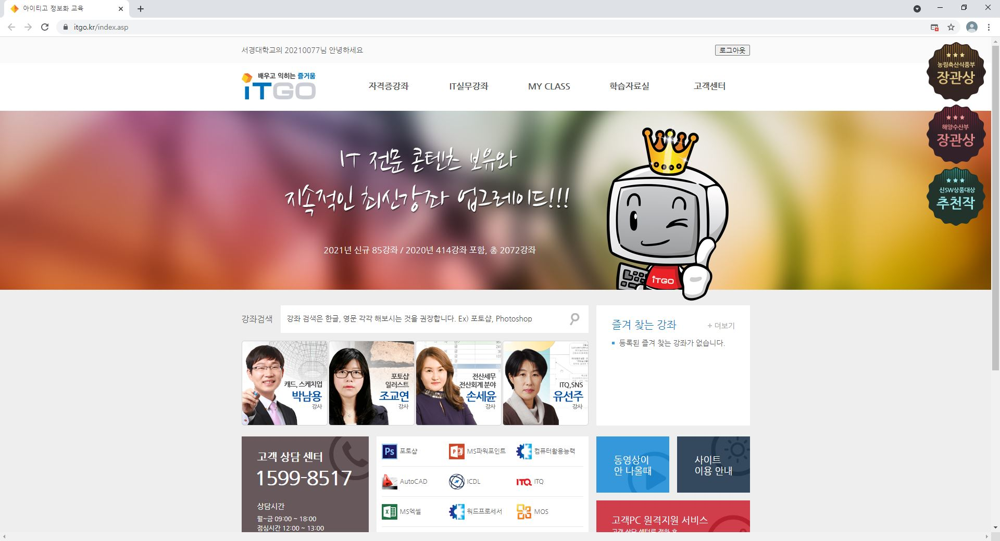 아이티고 정보화 교육
itgo.kr/index.asp
서경대학교의 20210077님 안녕하세요
로그아웃
배우고 익히는 즐거움
iTGO
자격증강좌
IT실무강좌
MY CLASS
학습자료실
고객센터
농림축산식품부
장관상
해양수산부
장관상
신SW상품대상
추천작
IT 전문 콘텐츠 보유와
지속적인 최신강좌 업그레이드!!!
2021년 신규 85강좌 / 2020년 414강좌 포함, 총 2072강좌
iTGO
강좌검색
강좌 검색은 한글, 영문 각각 해보시는 것을 권장합니다. Ex) 포토샵, Photoshop
즐겨 찾는 강좌
+ 더보기
등록된 즐겨 찾는 강좌가 없습니다.
캐드, 스케치업
박남용
강사
포토샵
일러스트
조교연
강사
전산세무
전산회계 분야
손세윤
강사
ITQ,SNS
유선주
강사
고객 상담 센터
1599-8517
상담시간
월~금 09:00 ~ 18:00
점심시간 12:00 ~ 13:00
Ps 포토샵
MS파워포인트
컴퓨터활용능력
AutoCAD
ICDL
ITQ ITQ
MS엑셀
워드프로세서
MOS
동영상이
안 나올때
사이트
이용 안내
고객PC 원격지원 서비스